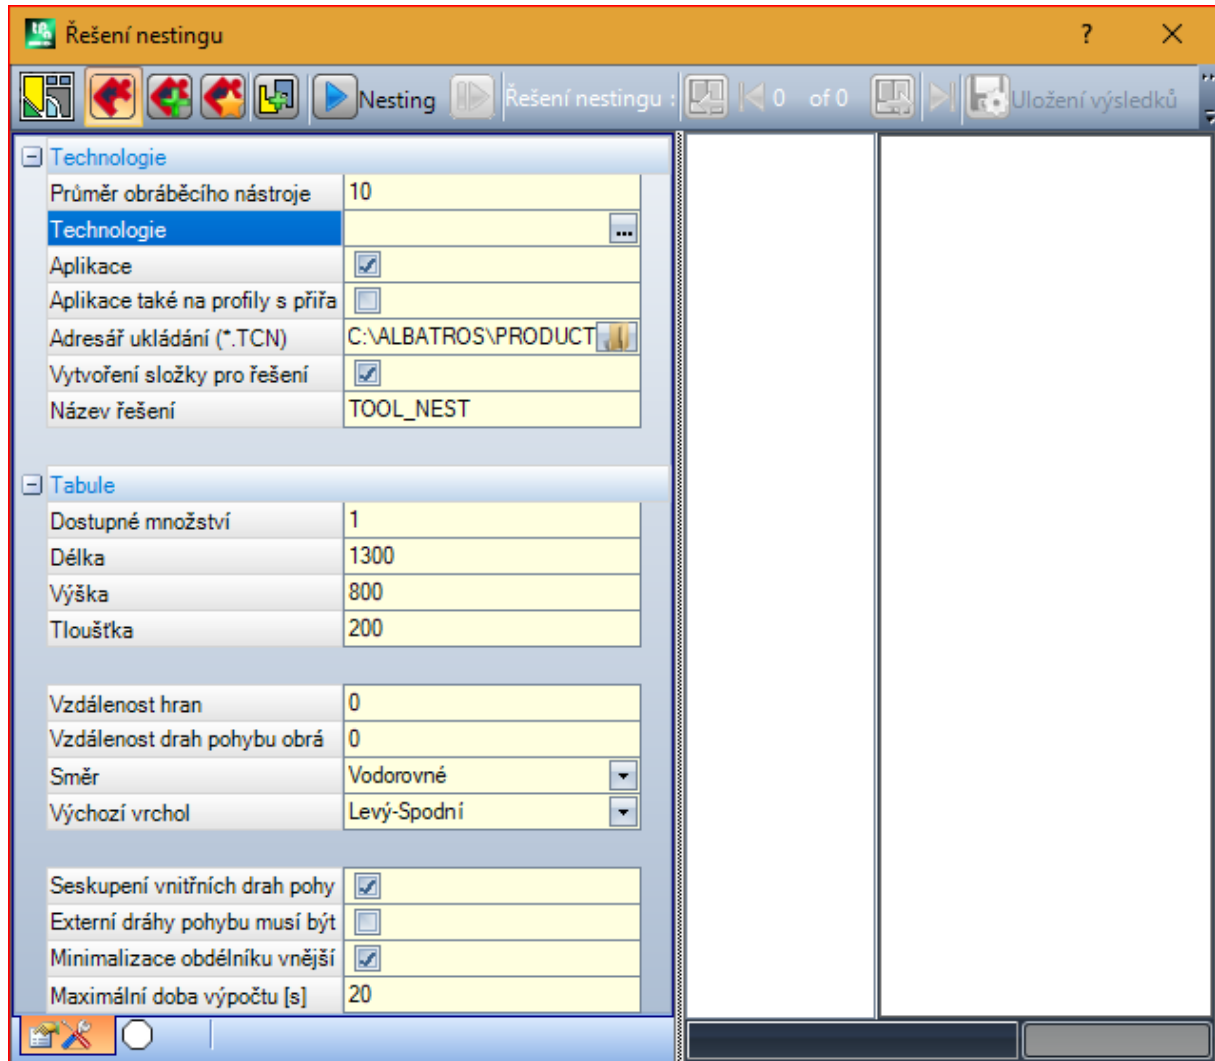 Řešení nestingu ?
Nesting Řešení nestingu : 0 of 0 Uložení výsledků
Technologie
Průměr obráběcího nástroje 10
Technologie ...
Aplikace
Aplikace také na profily s přiřa
Adresář ukládání (*.TCN) C:\ALBATROS\PRODUCT
Vytvoření složky pro řešení
Název řešení TOOL_NEST
Tabule
Dostupné množství 1
Délka 1300
Výška 800
Tloušťka 200
Vzdálenost hran 0
Vzdálenost drah pohybu obrá 0
Směr Vodorovné
Výchozí vrchol Levý-Spodní
Seskupení vnitřních drah pohy
Externí dráhy pohybu musí být
Minimalizace obdélníku vnější
Maximální doba výpočtu [s] 20